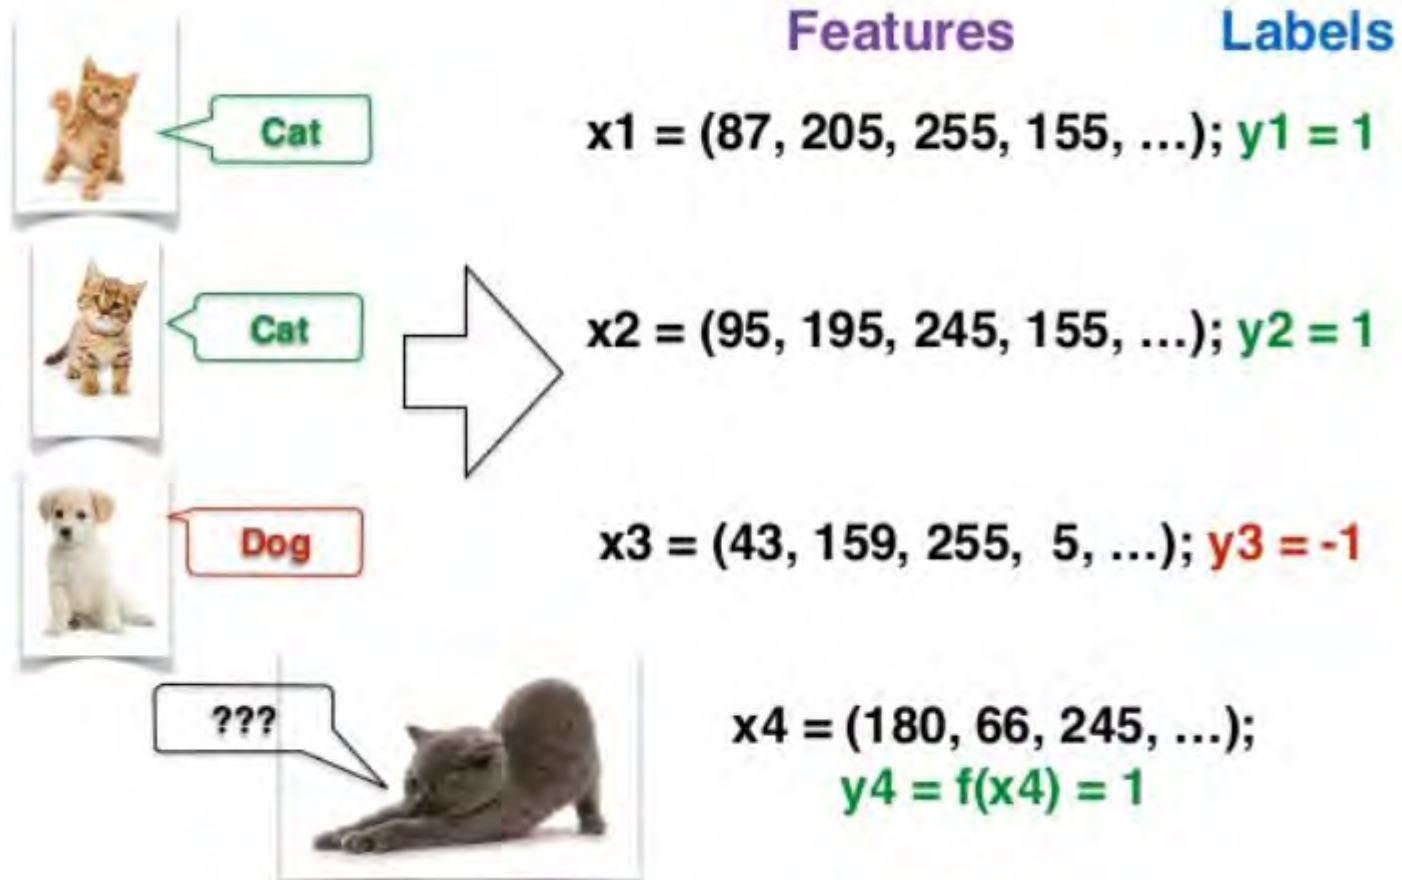 Features Labels
Cat
x1 = (87, 205, 255, 155, ...); y1 = 1
Cat
x2 = (95, 195, 245, 155, ...); y2 = 1
Dog
x3 = (43, 159, 255, 5, ...); y3 = -1
???
x4 = (180, 66, 245, ...);
y4 = f(x4) = 1